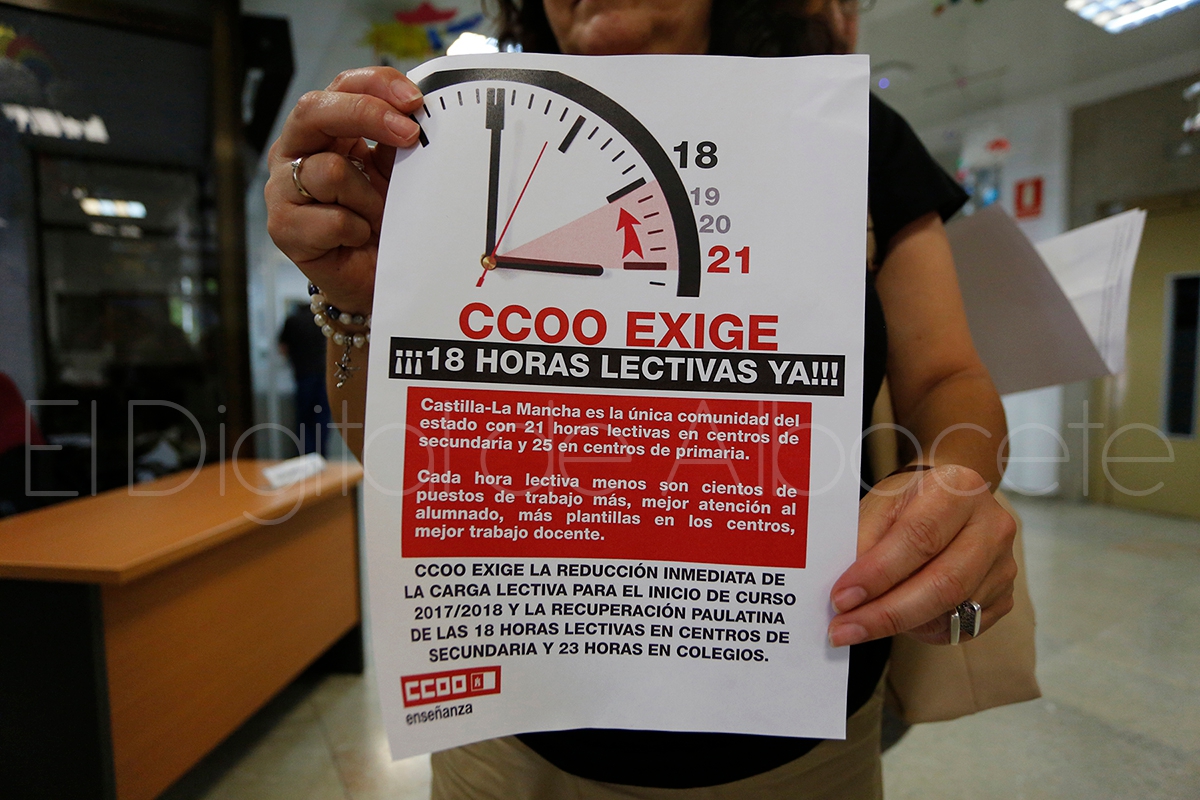 18
19
20
21
CCOO EXIGE
¡¡¡18 HORAS LECTIVAS YA!!!
Castilla-La Mancha es la única comunidad del
estado con 21 horas lectivas en centros de
secundaria y 25 en centros de primaria.
Cada hora lectiva menos son cientos de
puestos de trabajo más, mejor atención al
alumnado, más plantillas en los centros,
mejor trabajo docente.
CCOO EXIGE LA REDUCCIÓN INMEDIATA DE
LA CARGA LECTIVA PARA EL INICIO DE CURSO
2017/2018 Y LA RECUPERACIÓN PAULATINA
DE LAS 18 HORAS LECTIVAS EN CENTROS DE
SECUNDARIA Y 23 HORAS EN COLEGIOS.
CCOO
enseñanza
El Digital de Albacete